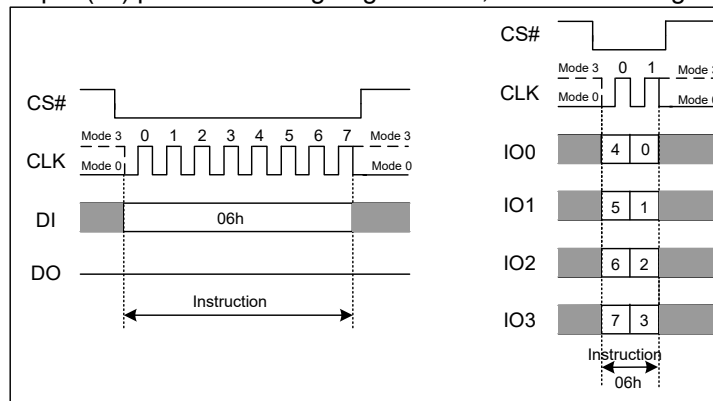 CS#
Mode 3 0 1 2 3 4 5 6 7 Mode 3
CLK
Mode 0 Mode 0
DI 06h
DO
Instruction
CS#
Mode 3 0 1 Mode 3
CLK
Mode 0
IO0 4 0
IO1 5 1
IO2 6 2
IO3 7 3
Instruction
06h